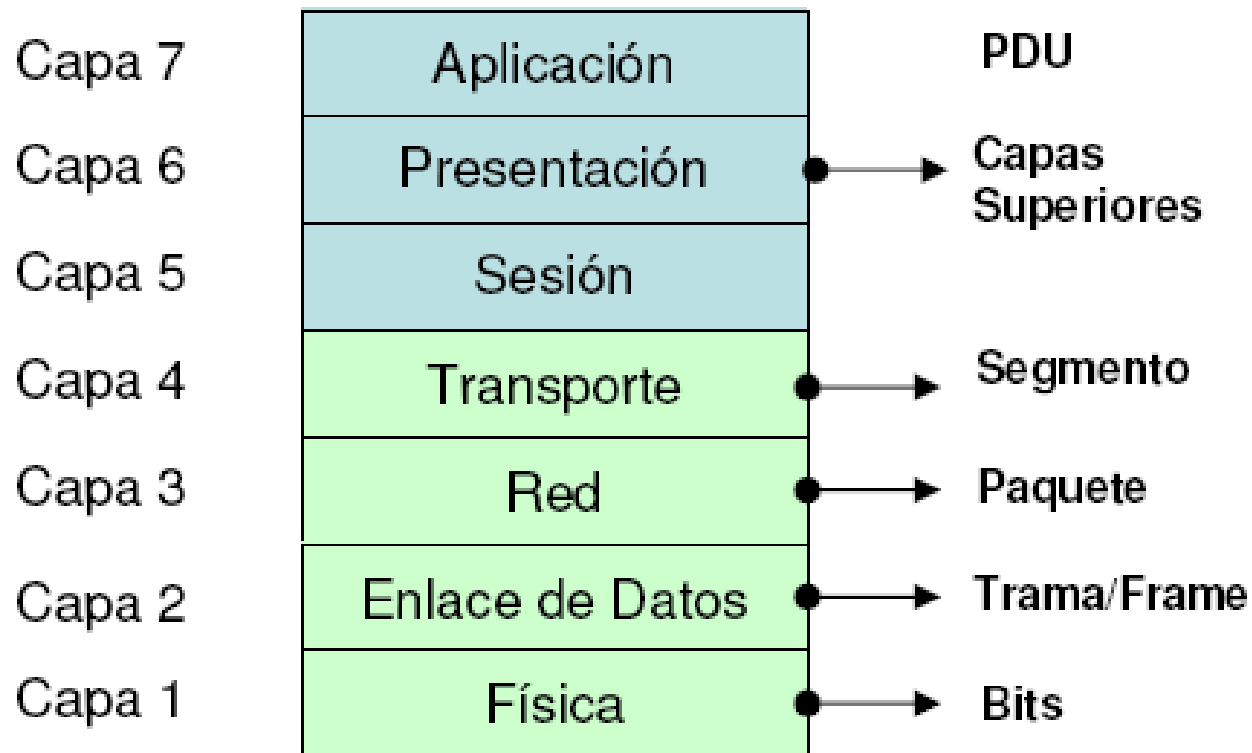 Capa 7 Aplicación PDU
Capa 6 Presentación Capas
Superiores
Capa 5 Sesión
Capa 4 Transporte Segmento
Capa 3 Red Paquete
Capa 2 Enlace de Datos Trama/Frame
Capa 1 Física Bits